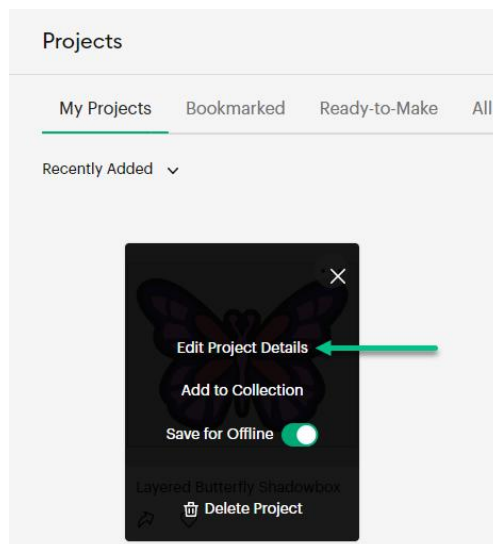 Projects
My Projects Bookmarked Ready-to-Make All
Recently Added
Edit Project Details
Add to Collection
Save for Offline
Layered Butterfly Shadowbox
Delete Project